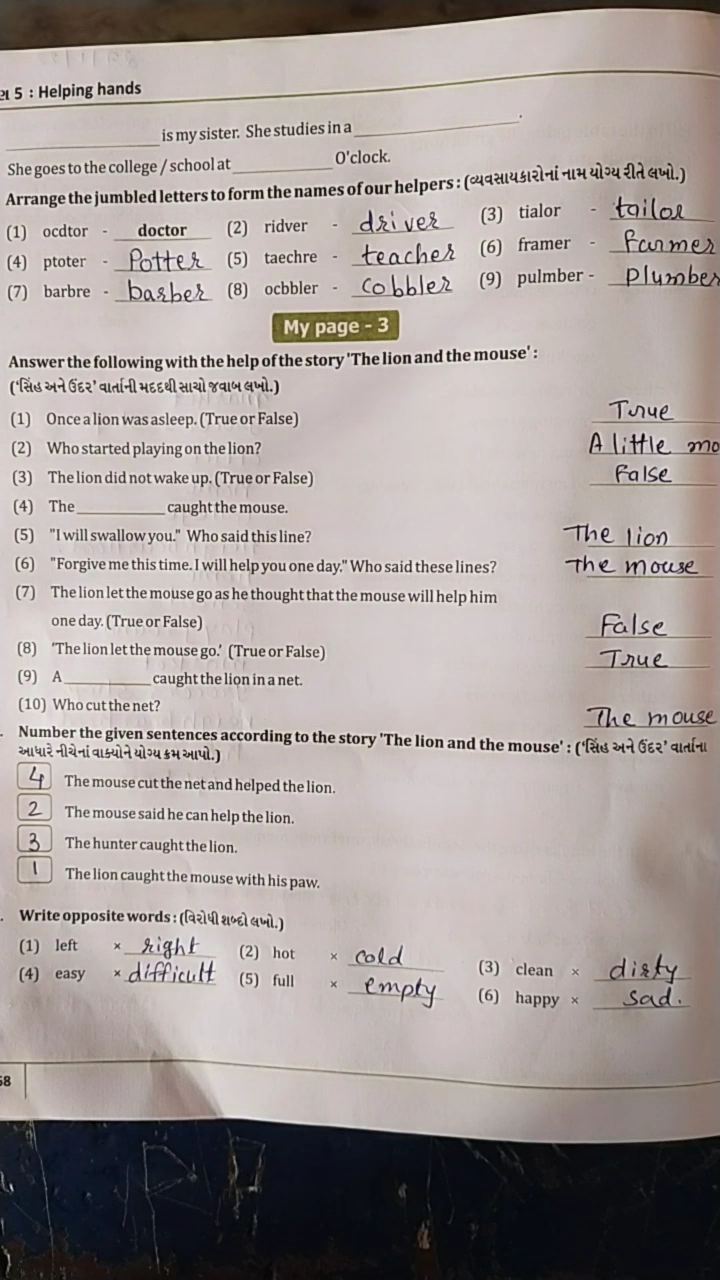 5 : Helping hands
____________ is my sister. She studies in a ____________.
She goes to the college / school at ________ O'clock.
Arrange the jumbled letters to form the names of our helpers : (વ્યવસાયકારોનાં નામ યોગ્ય રીતે લખો.)
(1) ocdtor - doctor (2) ridver - driver (3) tialor - tailor
(4) ptoter - Potter (5) taechre - teacher (6) framer - Farmer
(7) barbre - barber (8) ocbbler - Cobbler (9) pulmber - Plumber
My page - 3
Answer the following with the help of the story 'The lion and the mouse' :
('સિંહ અને ઉંદર' વાર્તાની મદદથી સાચો જવાબ લખો.)
(1) Once a lion was asleep. (True or False) True
(2) Who started playing on the lion? A little mo
(3) The lion did not wake up. (True or False) False
(4) The ________ caught the mouse.
(5) "I will swallow you." Who said this line? The lion
(6) "Forgive me this time. I will help you one day." Who said these lines? The mouse
(7) The lion let the mouse go as he thought that the mouse will help him
one day. (True or False) False
(8) 'The lion let the mouse go.' (True or False) True
(9) A ________ caught the lion in a net.
(10) Who cut the net? The mouse
Number the given sentences according to the story 'The lion and the mouse' : ('સિંહ અને ઉંદર' વાર્તાના
આધારે નીચેનાં વાક્યોને યોગ્ય ક્રમ આપો.)
4 The mouse cut the net and helped the lion.
2 The mouse said he can help the lion.
3 The hunter caught the lion.
1 The lion caught the mouse with his paw.
Write opposite words : (વિરોધી શબ્દો લખો.)
(1) left × right (2) hot × cold (3) clean × dirty
(4) easy × difficult (5) full × empty (6) happy × sad.
58